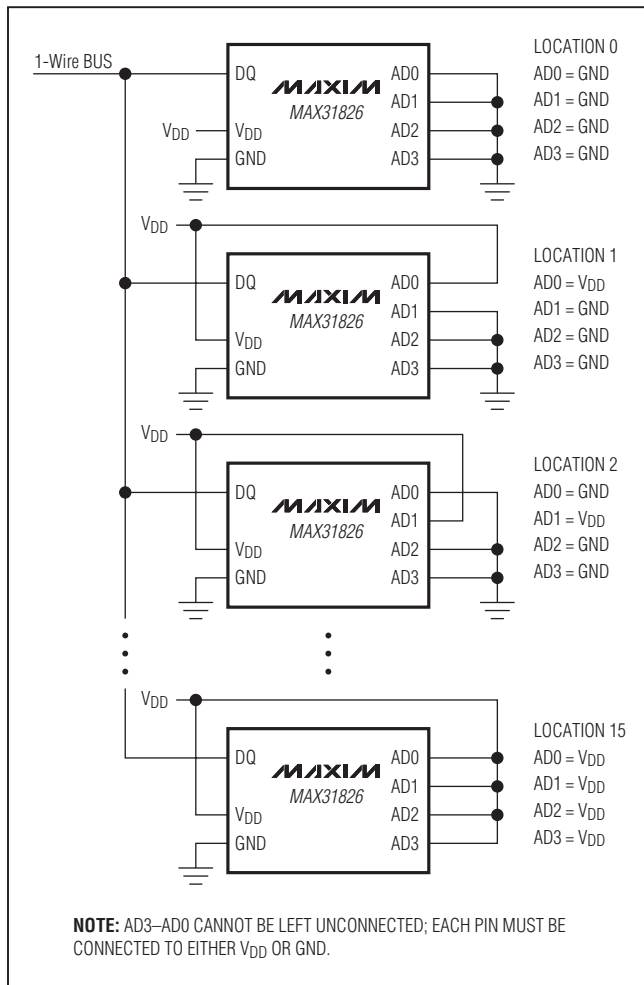 1-Wire BUS
DQ
VDD
VDD
GND
MAXIM
MAX31826
AD0
AD1
AD2
AD3
LOCATION 0
AD0 = GND
AD1 = GND
AD2 = GND
AD3 = GND
VDD
DQ
VDD
GND
MAXIM
MAX31826
AD0
AD1
AD2
AD3
LOCATION 1
AD0 = VDD
AD1 = GND
AD2 = GND
AD3 = GND
VDD
DQ
VDD
GND
MAXIM
MAX31826
AD0
AD1
AD2
AD3
LOCATION 2
AD0 = GND
AD1 = VDD
AD2 = GND
AD3 = GND
VDD
DQ
VDD
GND
MAXIM
MAX31826
AD0
AD1
AD2
AD3
LOCATION 15
AD0 = VDD
AD1 = VDD
AD2 = VDD
AD3 = VDD
NOTE: AD3–AD0 CANNOT BE LEFT UNCONNECTED; EACH PIN MUST BE
CONNECTED TO EITHER VDD OR GND.